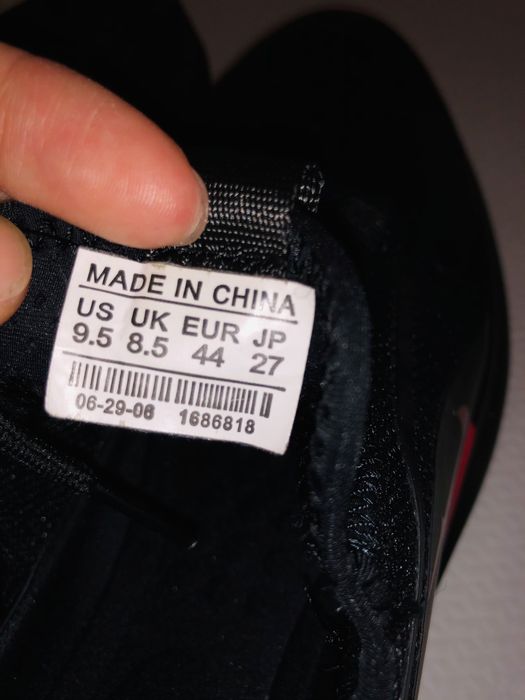 MADE IN CHINA
US UK EUR JP
9.5 8.5 44 27
06-29-06 1686818